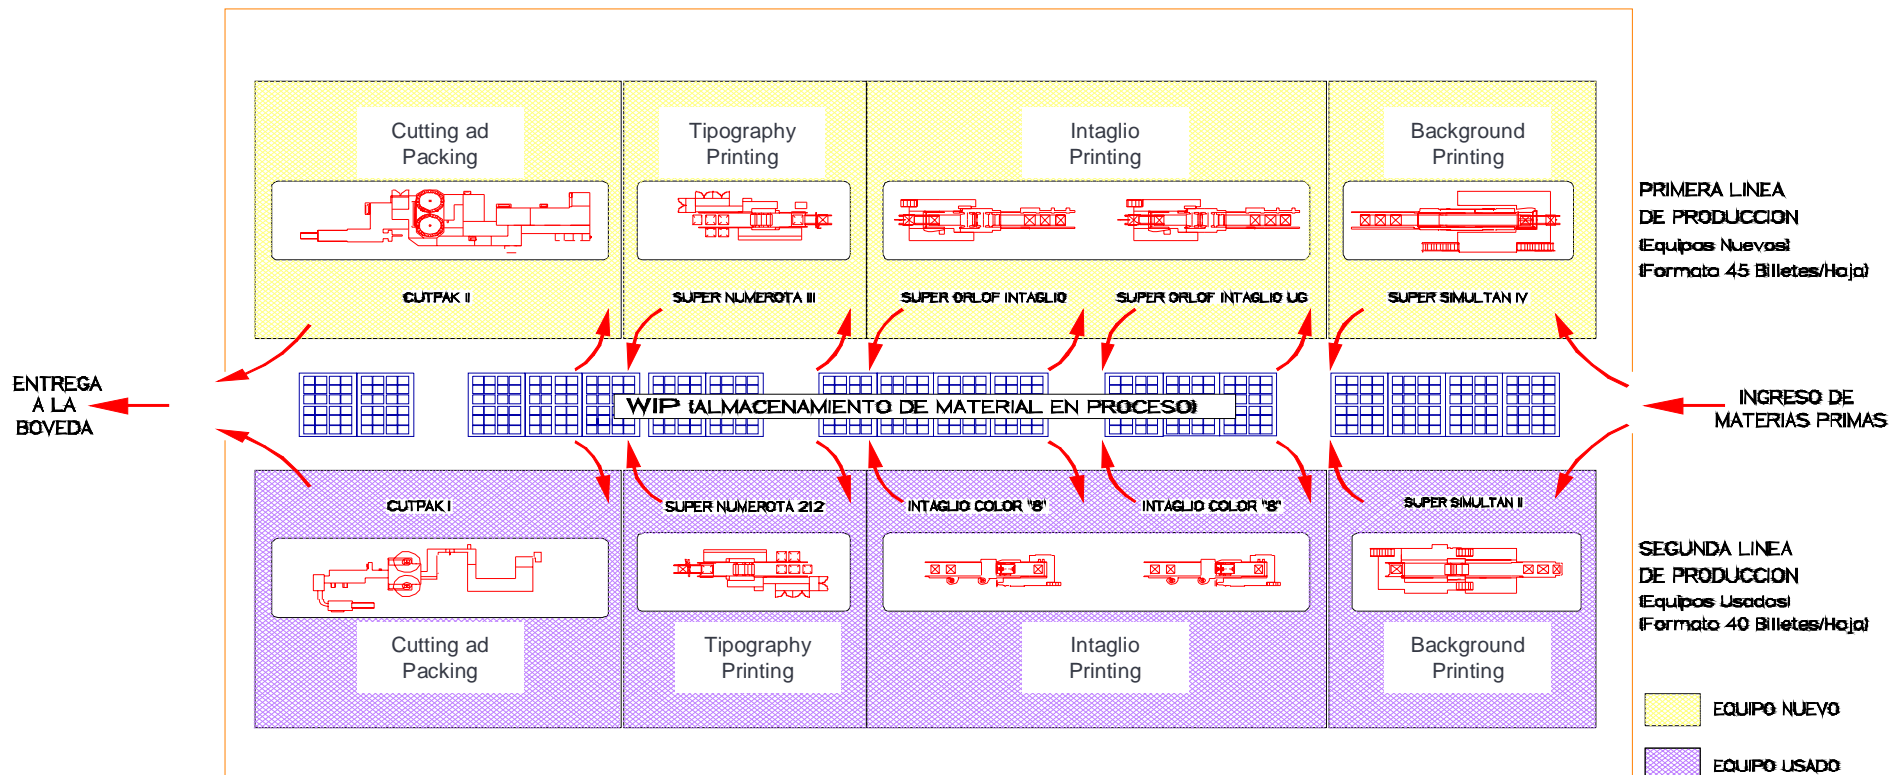 Cutting ad
Packing
Tipography
Printing
Intaglio
Printing
Background
Printing
CUTPAK II
SUPER NUMEROTA III
SUPER ORLOF INTAGLIO
SUPER ORLOF INTAGLIO UG
SUPER SIMULTAN IV
PRIMERA LINEA
DE PRODUCCION
(Equipos Nuevos)
(Formato 45 Billetes/Hoja)
ENTREGA
A LA
BOVEDA
WIP (ALMACENAMIENTO DE MATERIAL EN PROCESO)
INGRESO DE
MATERIAS PRIMAS
CUTPAK I
SUPER NUMEROTA 212
INTAGLIO COLOR "8"
INTAGLIO COLOR "8"
SUPER SIMULTAN II
Cutting ad
Packing
Tipography
Printing
Intaglio
Printing
Background
Printing
SEGUNDA LINEA
DE PRODUCCION
(Equipos Usados)
(Formato 40 Billetes/Hoja)
EQUIPO NUEVO
EQUIPO USADO